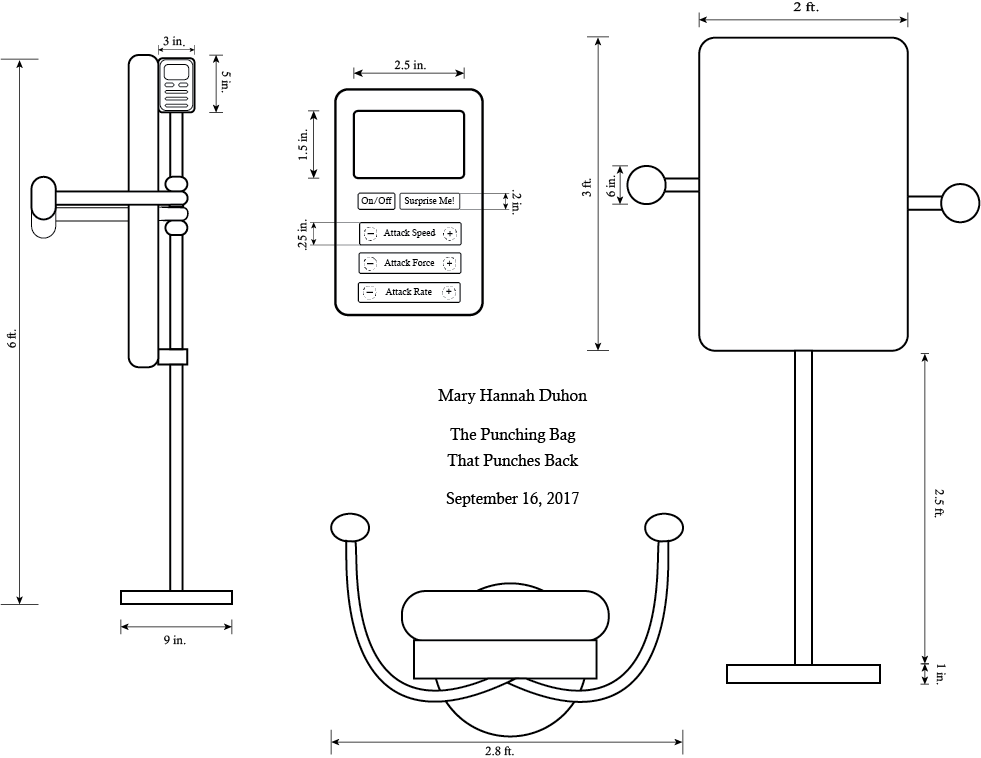 3 in.
5 in.
6 ft.
9 in.
2.5 in.
1.5 in.
On/Off
Surprise Me!
.2 in.
.25 in.
− Attack Speed +
− Attack Force +
− Attack Rate +
2 ft.
3 ft.
6 in.
2.5 ft.
1 in.
Mary Hannah Duhon
The Punching Bag
That Punches Back
September 16, 2017
2.8 ft.